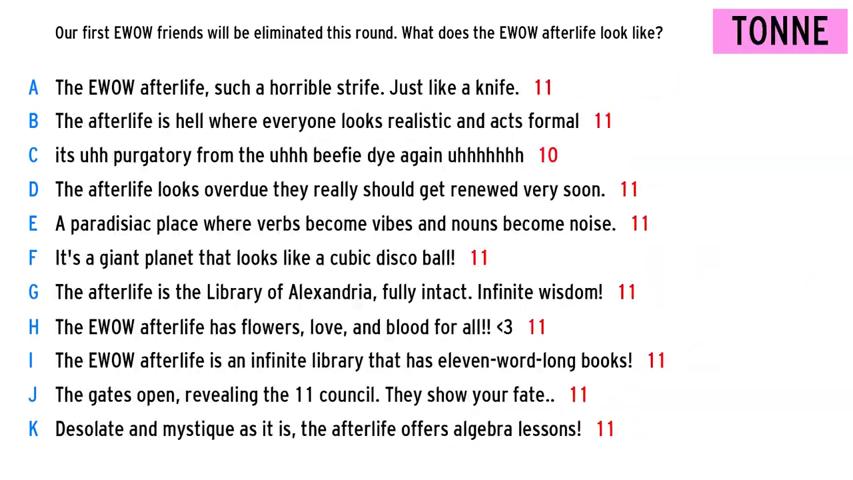 Our first EWOW friends will be eliminated this round. What does the EWOW afterlife look like?
TONNE
A The EWOW afterlife, such a horrible strife. Just like a knife. 11
B The afterlife is hell where everyone looks realistic and acts formal 11
C its uhh purgatory from the uhhh beefie dye again uhhhhhhh 10
D The afterlife looks overdue they really should get renewed very soon. 11
E A paradisiac place where verbs become vibes and nouns become noise. 11
F It's a giant planet that looks like a cubic disco ball! 11
G The afterlife is the Library of Alexandria, fully intact. Infinite wisdom! 11
H The EWOW afterlife has flowers, love, and blood for all!! <3 11
I The EWOW afterlife is an infinite library that has eleven-word-long books! 11
J The gates open, revealing the 11 council. They show your fate.. 11
K Desolate and mystique as it is, the afterlife offers algebra lessons! 11